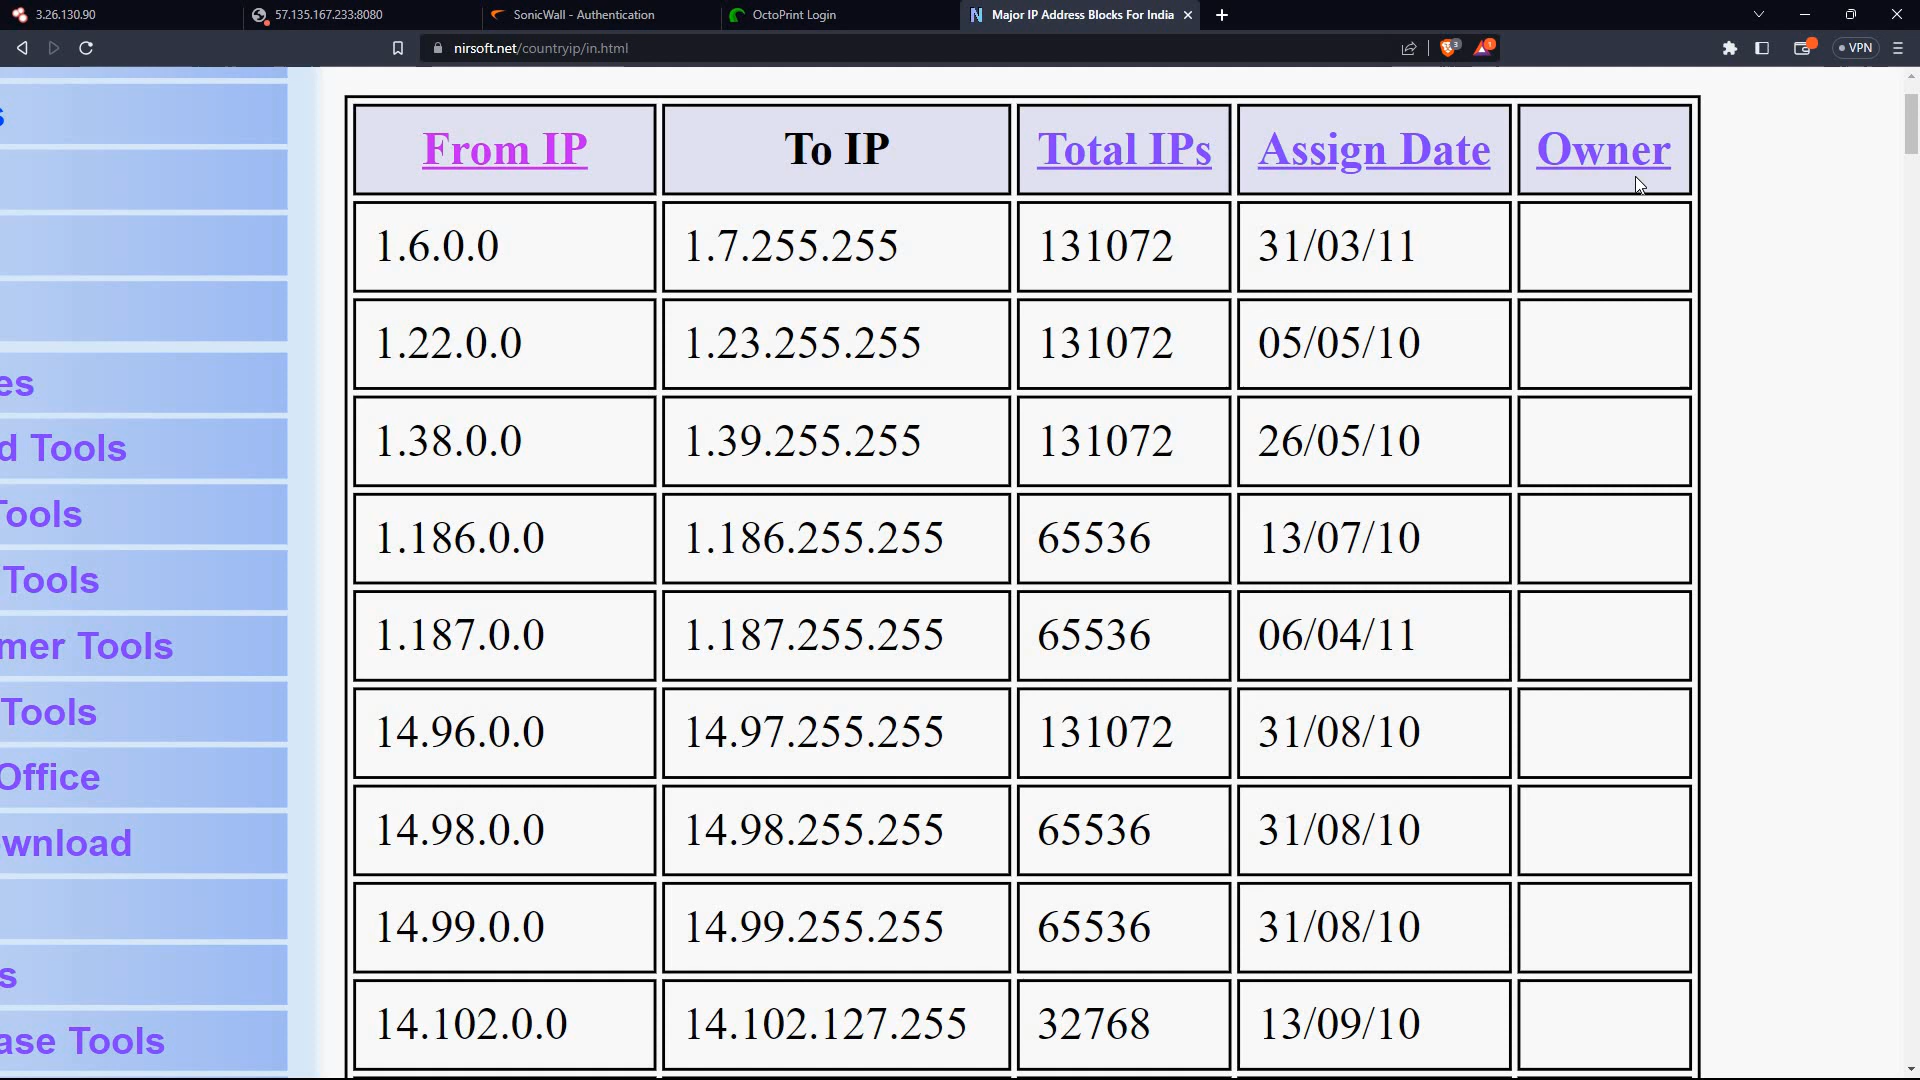 3.26.130.90
57.135.167.233:8080
SonicWall - Authentication
OctoPrint Login
Major IP Address Blocks For India
nirsoft.net/countryip/in.html
3
1
VPN
From IP To IP Total IPs Assign Date Owner
1.6.0.0 1.7.255.255 131072 31/03/11
1.22.0.0 1.23.255.255 131072 05/05/10
1.38.0.0 1.39.255.255 131072 26/05/10
1.186.0.0 1.186.255.255 65536 13/07/10
1.187.0.0 1.187.255.255 65536 06/04/11
14.96.0.0 14.97.255.255 131072 31/08/10
14.98.0.0 14.98.255.255 65536 31/08/10
14.99.0.0 14.99.255.255 65536 31/08/10
14.102.0.0 14.102.127.255 32768 13/09/10
s
es
d Tools
Tools
Tools
mer Tools
Tools
Office
wnload
s
ase Tools